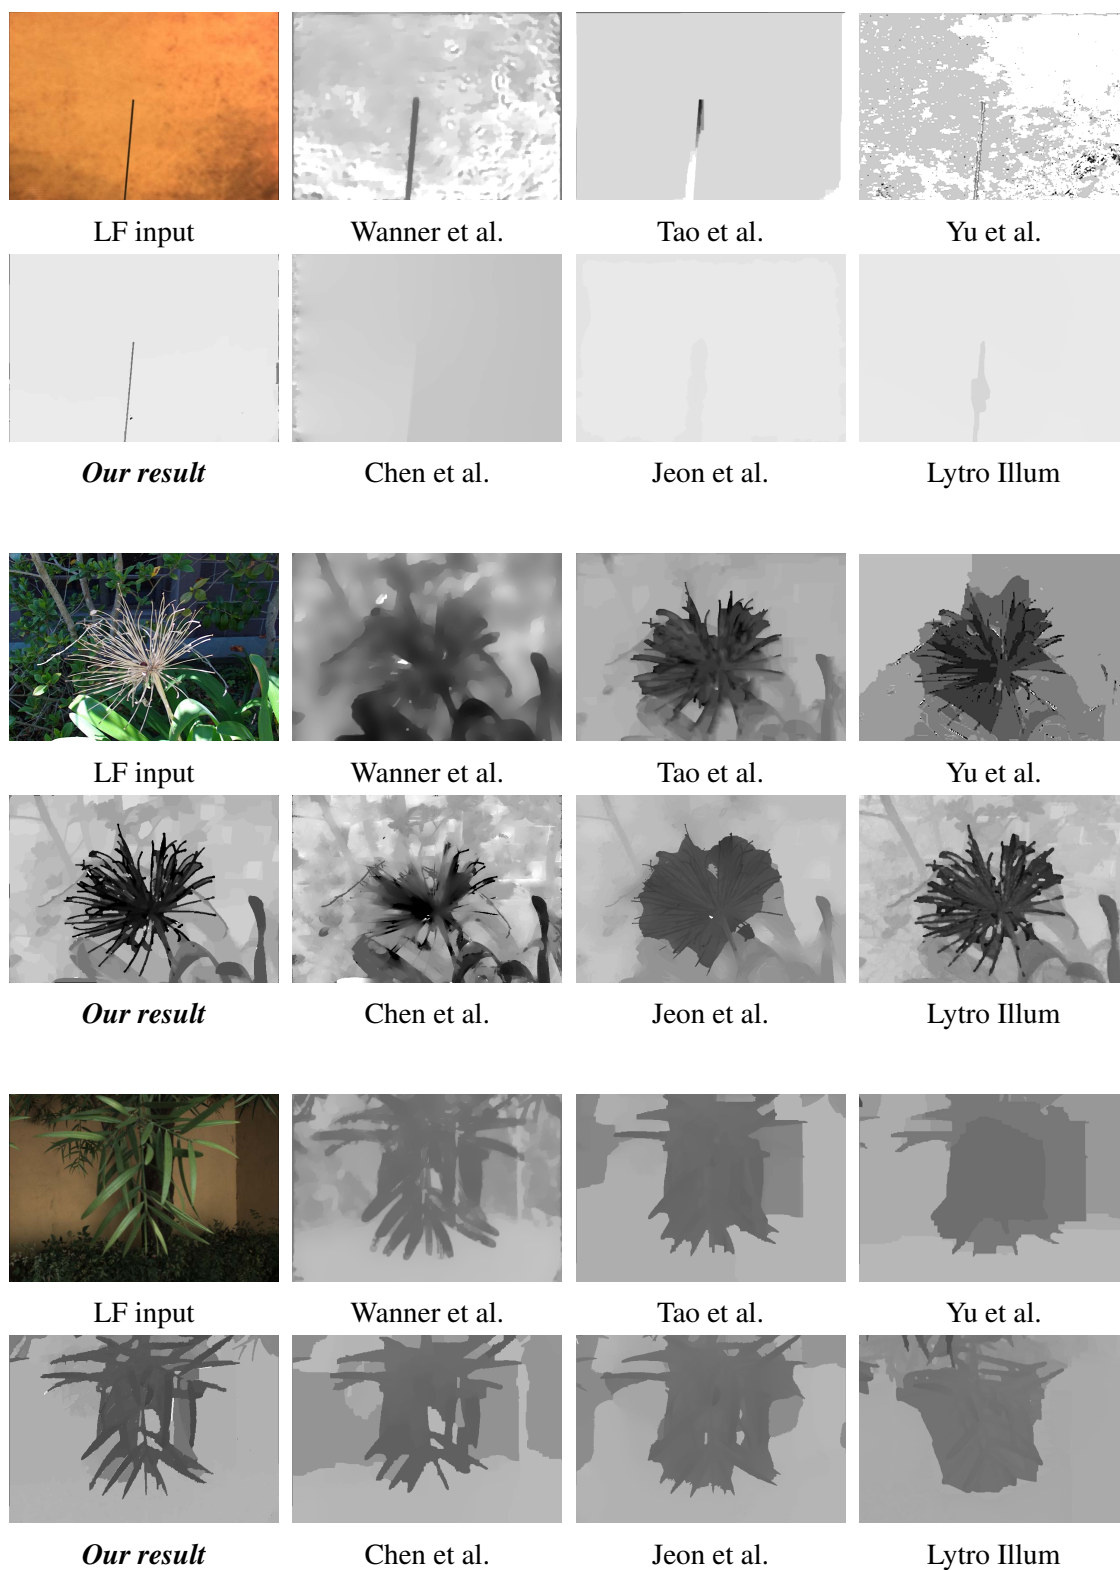 LF input Wanner et al. Tao et al. Yu et al.
Our result Chen et al. Jeon et al. Lytro Illum
LF input Wanner et al. Tao et al. Yu et al.
Our result Chen et al. Jeon et al. Lytro Illum
LF input Wanner et al. Tao et al. Yu et al.
Our result Chen et al. Jeon et al. Lytro Illum